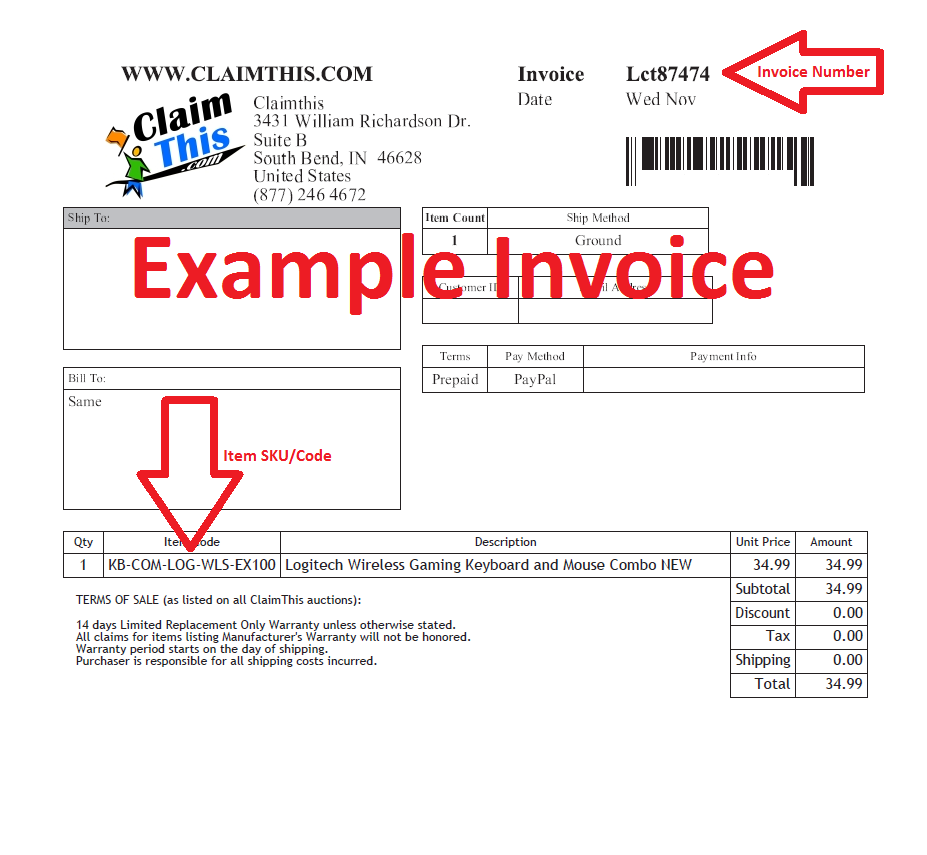 WWW.CLAIMTHIS.COM
Invoice Lct87474
Invoice Number
Date Wed Nov
Claim
This
.com
Claimthis
3431 William Richardson Dr.
Suite B
South Bend, IN 46628
United States
(877) 246 4672
Ship To:
Item Count Ship Method
1 Ground
Example Invoice
Customer ID
Terms Pay Method Payment Info
Prepaid PayPal
Bill To:
Same
Item SKU/Code
Qty Item Code Description Unit Price Amount
1 KB-COM-LOG-WLS-EX100 Logitech Wireless Gaming Keyboard and Mouse Combo NEW 34.99 34.99
Subtotal 34.99
Discount 0.00
Tax 0.00
Shipping 0.00
Total 34.99
TERMS OF SALE (as listed on all ClaimThis auctions):
14 days Limited Replacement Only Warranty unless otherwise stated.
All claims for items listing Manufacturer's Warranty will not be honored.
Warranty period starts on the day of shipping.
Purchaser is responsible for all shipping costs incurred.